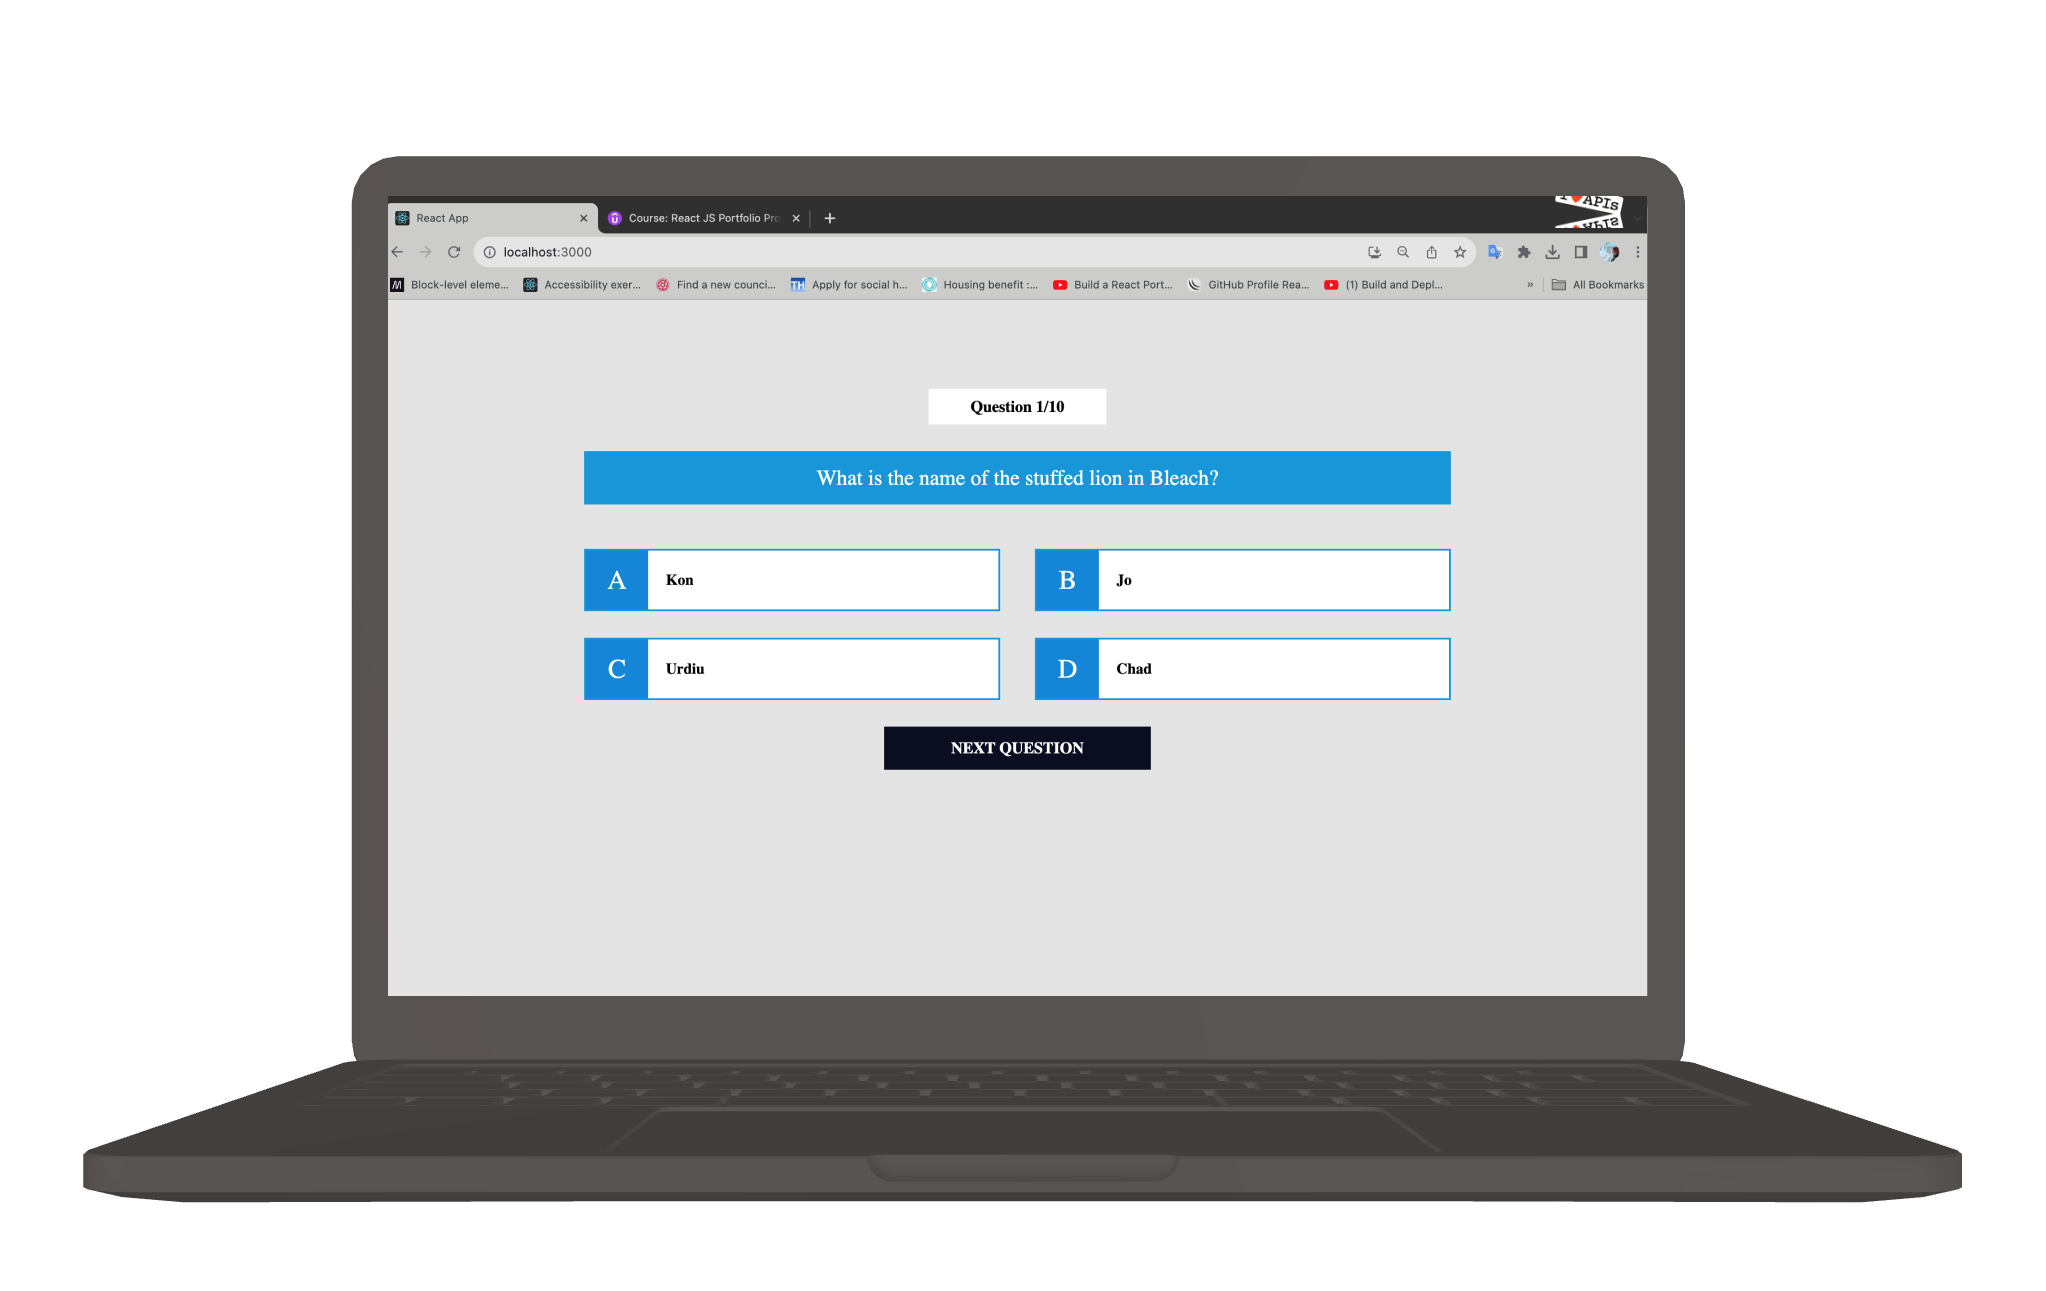 React App
Course: React JS Portfolio Pro
APIs
localhost:3000
Block-level eleme...
Accessibility exer...
Find a new counci...
TH
Apply for social h...
Housing benefit :...
Build a React Port...
GitHub Profile Rea...
(1) Build and Depl...
»
All Bookmarks
Question 1/10
What is the name of the stuffed lion in Bleach?
A
Kon
B
Jo
C
Urdiu
D
Chad
NEXT QUESTION